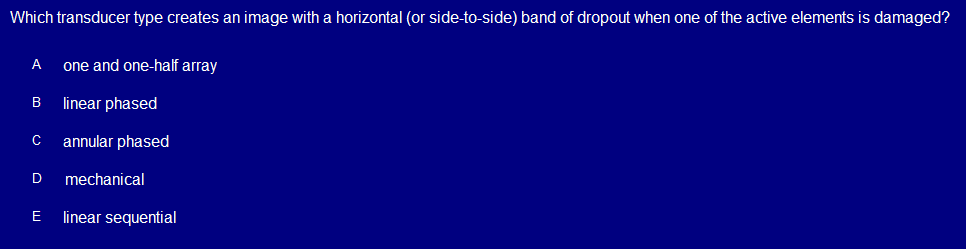 Which transducer type creates an image with a horizontal (or side-to-side) band of dropout when one of the active elements is damaged?
A one and one-half array
B linear phased
C annular phased
D mechanical
E linear sequential